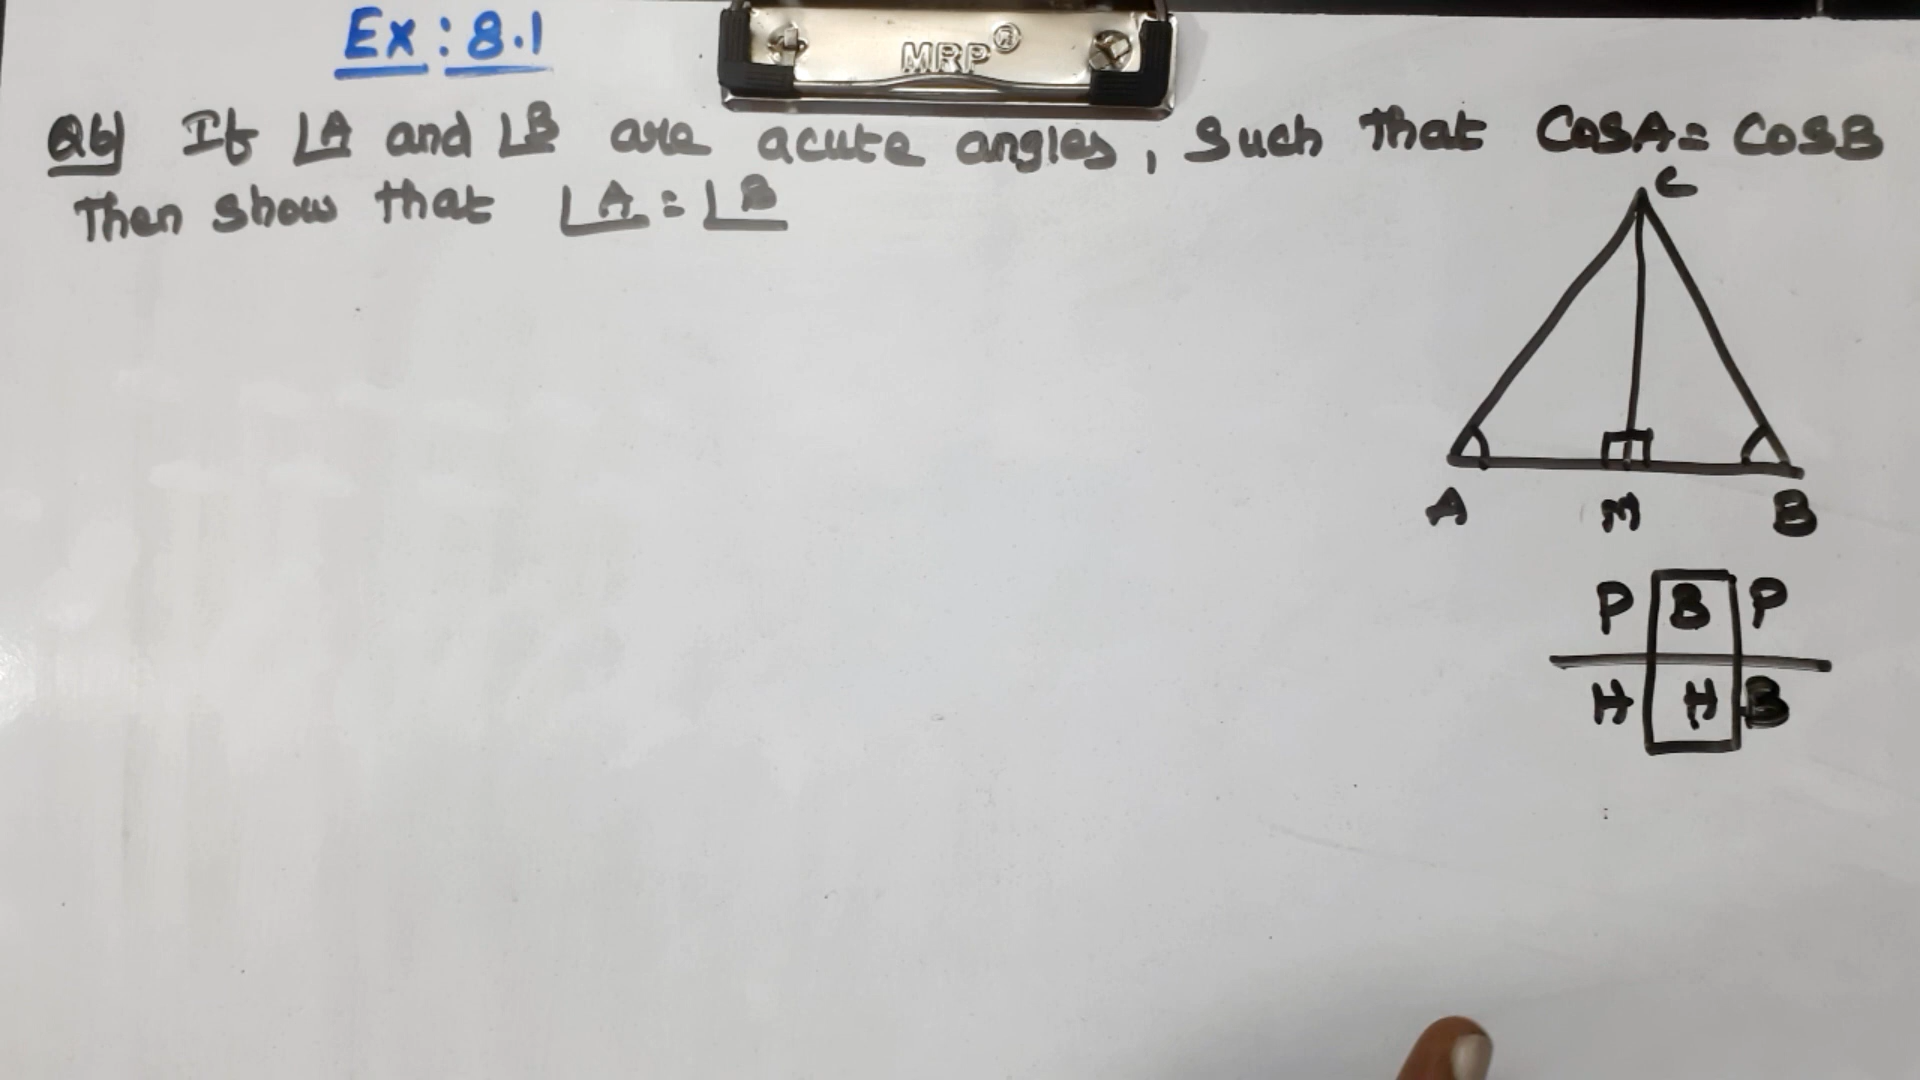 Ex: 8.1
MRP®
Q6) If ∠A and ∠B are acute angles, Such that CosA = CosB
Then show that ∠A = ∠B
C
A M B
P B P
H H B